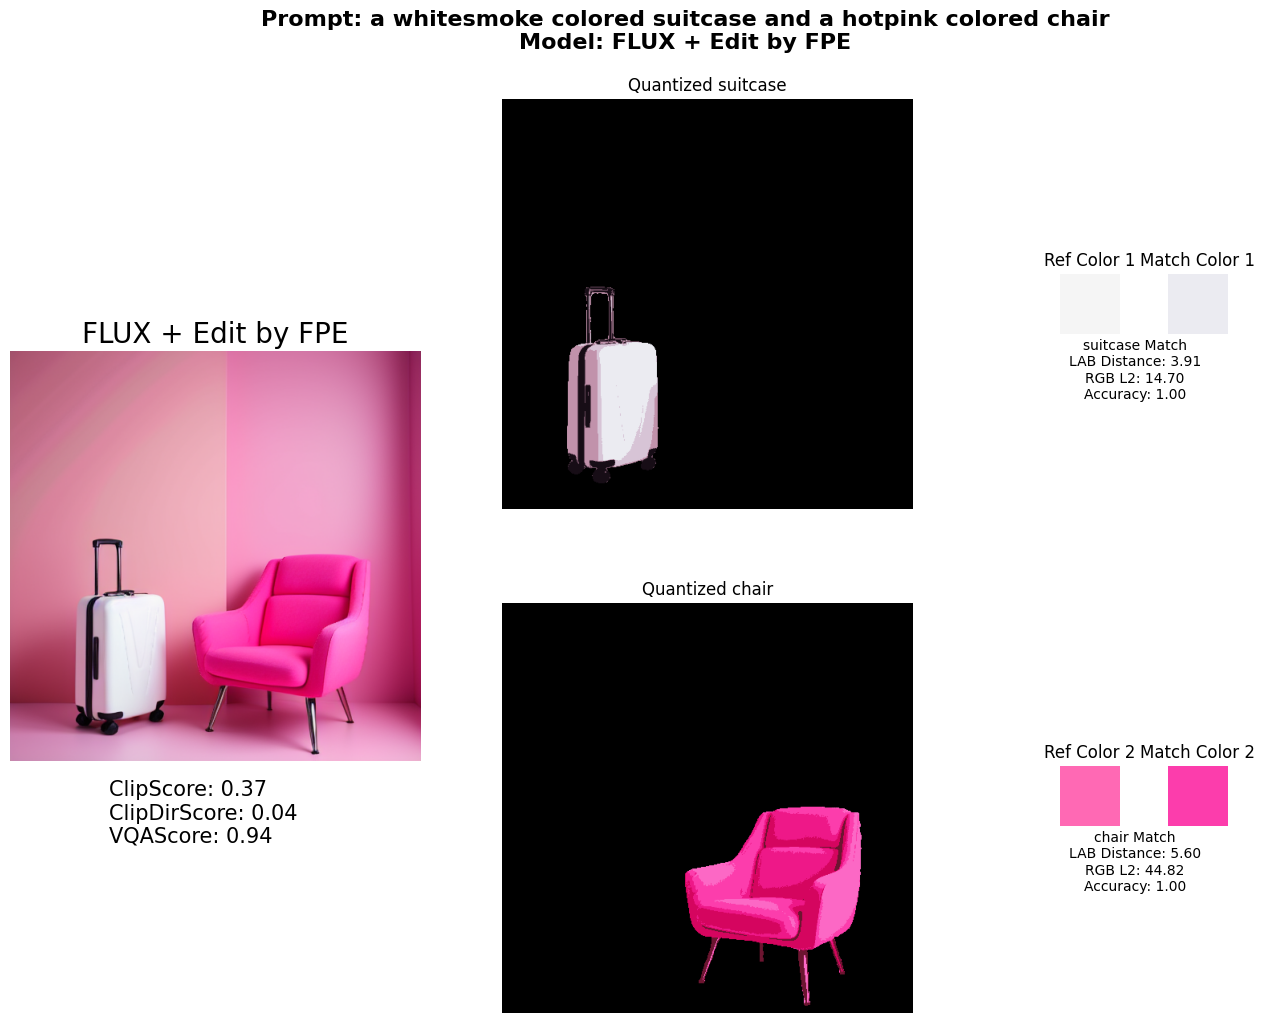 Prompt: a whitesmoke colored suitcase and a hotpink colored chair
Model: FLUX + Edit by FPE
FLUX + Edit by FPE
ClipScore: 0.37
ClipDirScore: 0.04
VQAScore: 0.94
Quantized suitcase
Ref Color 1 Match Color 1
suitcase Match
LAB Distance: 3.91
RGB L2: 14.70
Accuracy: 1.00
Quantized chair
Ref Color 2 Match Color 2
chair Match
LAB Distance: 5.60
RGB L2: 44.82
Accuracy: 1.00